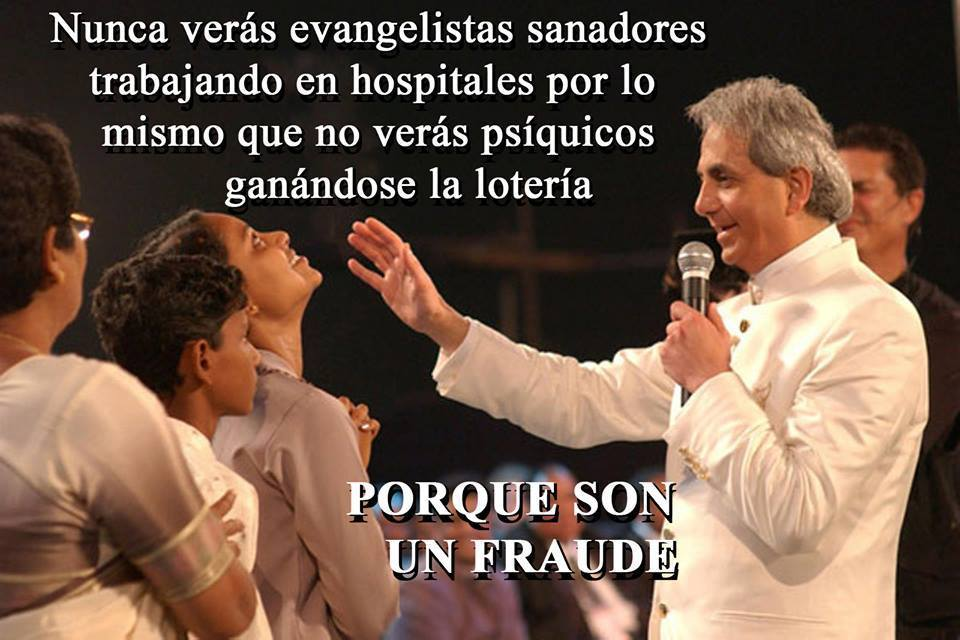 Nunca verás evangelistas sanadores
trabajando en hospitales por lo
mismo que no verás psíquicos
ganándose la lotería
PORQUE SON
UN FRAUDE